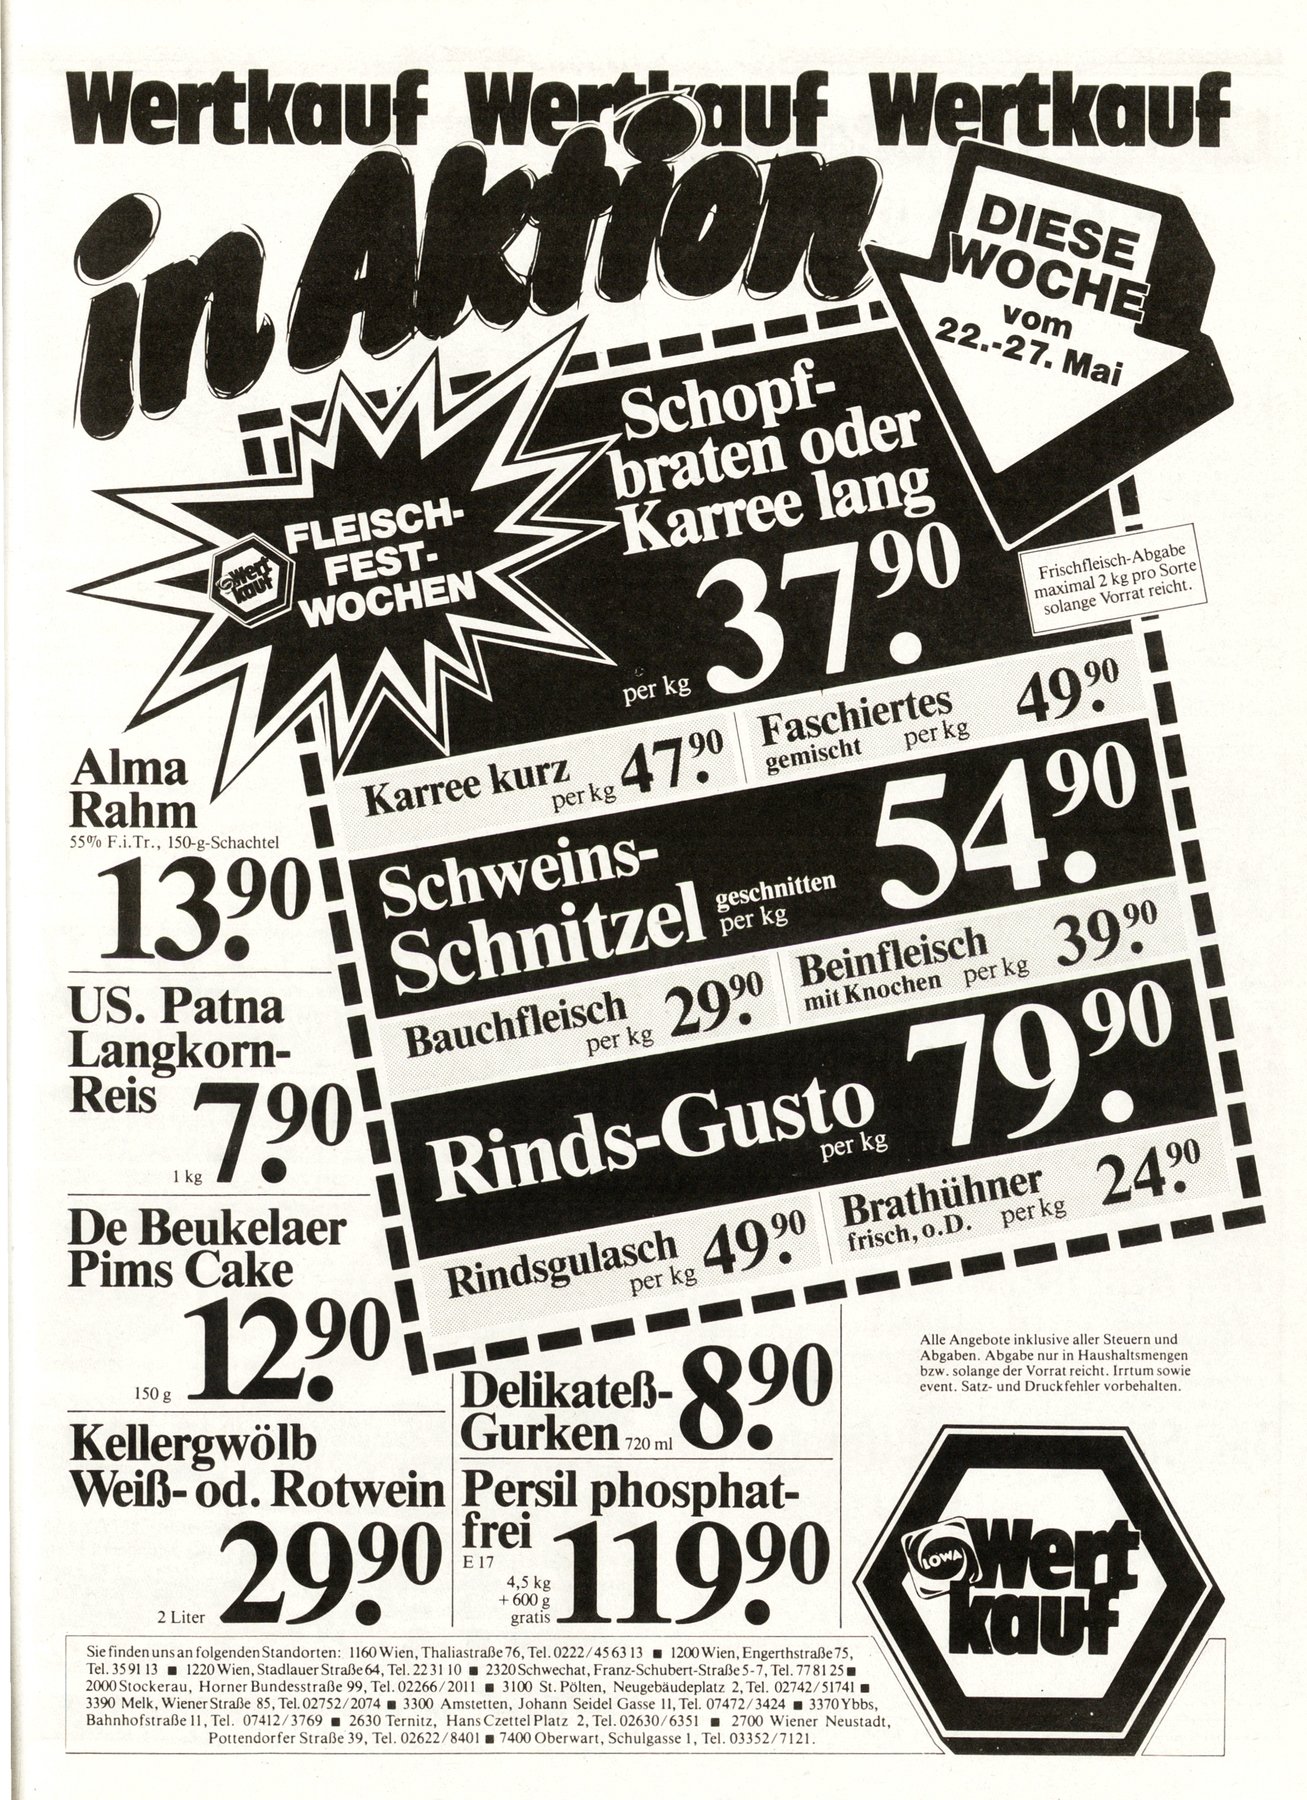 Wertkauf Wertkauf Wertkauf
in Aktion
DIESE
WOCHE
vom
22.-27. Mai
FLEISCH-
FEST-
WOCHEN
Wert
kauf
Schopf-
braten oder
Karree lang
per kg 37.90
Frischfleisch-Abgabe
maximal 2 kg pro Sorte
solange Vorrat reicht.
Karree kurz
per kg 47.90
Faschiertes
gemischt per kg 49.90
Schweins-
Schnitzel geschnitten
per kg 54.90
Bauchfleisch
per kg 29.90
Beinfleisch
mit Knochen per kg 39.90
Rinds-Gusto
per kg 79.90
Rindsgulasch
per kg 49.90
Brathühner
frisch, o.D. per kg 24.90
Alma
Rahm
55% F.i.Tr., 150-g-Schachtel
13.90
US. Patna
Langkorn-
Reis
1 kg 7.90
De Beukelaer
Pims Cake
150 g 12.90
Kellergwölb
Weiß- od. Rotwein
2 Liter 29.90
Delikateß-
Gurken 720 ml 8.90
Persil phosphat-
frei
E 17
4,5 kg
+ 600 g
gratis 119.90
Alle Angebote inklusive aller Steuern und
Abgaben. Abgabe nur in Haushaltsmengen
bzw. solange der Vorrat reicht. Irrtum sowie
event. Satz- und Druckfehler vorbehalten.
LÖWA
Wert
kauf
Sie finden uns an folgenden Standorten: 1160 Wien, Thaliastraße 76, Tel. 0222/45 63 13 ■ 1200 Wien, Engerthstraße 75,
Tel. 35 91 13 ■ 1220 Wien, Stadlauer Straße 64, Tel. 22 31 10 ■ 2320 Schwechat, Franz-Schubert-Straße 5-7, Tel. 77 81 25 ■
2000 Stockerau, Horner Bundesstraße 99, Tel. 02266/2011 ■ 3100 St. Pölten, Neugebäudeplatz 2, Tel. 02742/51741 ■
3390 Melk, Wiener Straße 85, Tel. 02752/2074 ■ 3300 Amstetten, Johann Seidel Gasse 11, Tel. 07472/3424 ■ 3370 Ybbs,
Bahnhofstraße 11, Tel. 07412/3769 ■ 2630 Ternitz, Hans Czettel Platz 2, Tel. 02630/6351 ■ 2700 Wiener Neustadt,
Pottendorfer Straße 39, Tel. 02622/8401 ■ 7400 Oberwart, Schulgasse 1, Tel. 03352/7121.